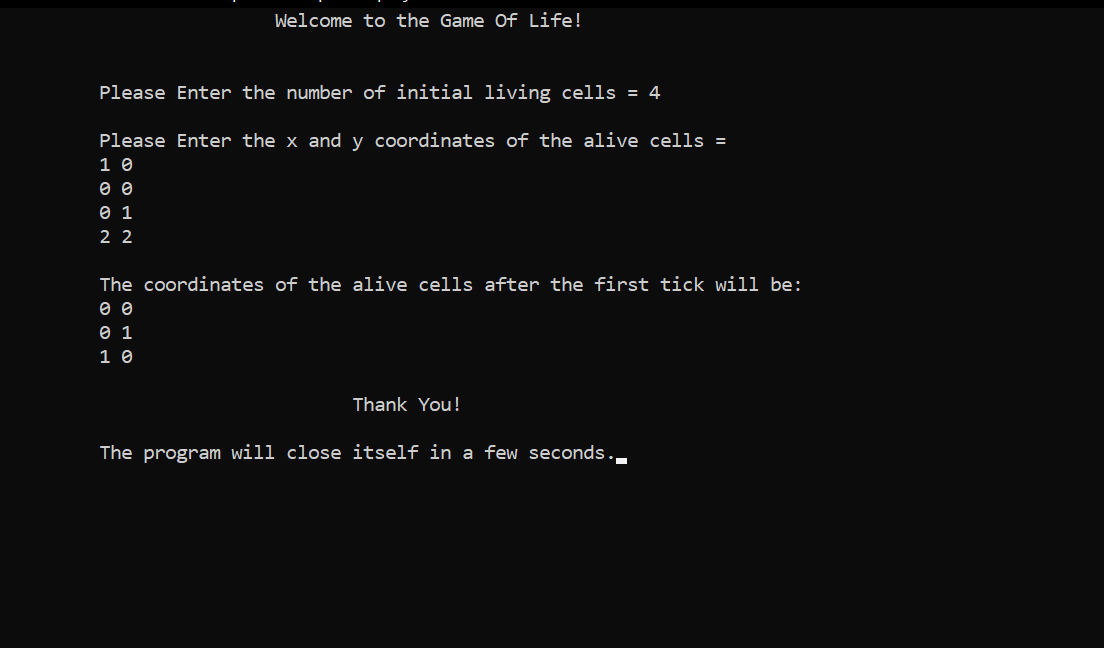 Welcome to the Game Of Life!
Please Enter the number of initial living cells = 4
Please Enter the x and y coordinates of the alive cells =
1 0
0 0
0 1
2 2
The coordinates of the alive cells after the first tick will be:
0 0
0 1
1 0
Thank You!
The program will close itself in a few seconds.